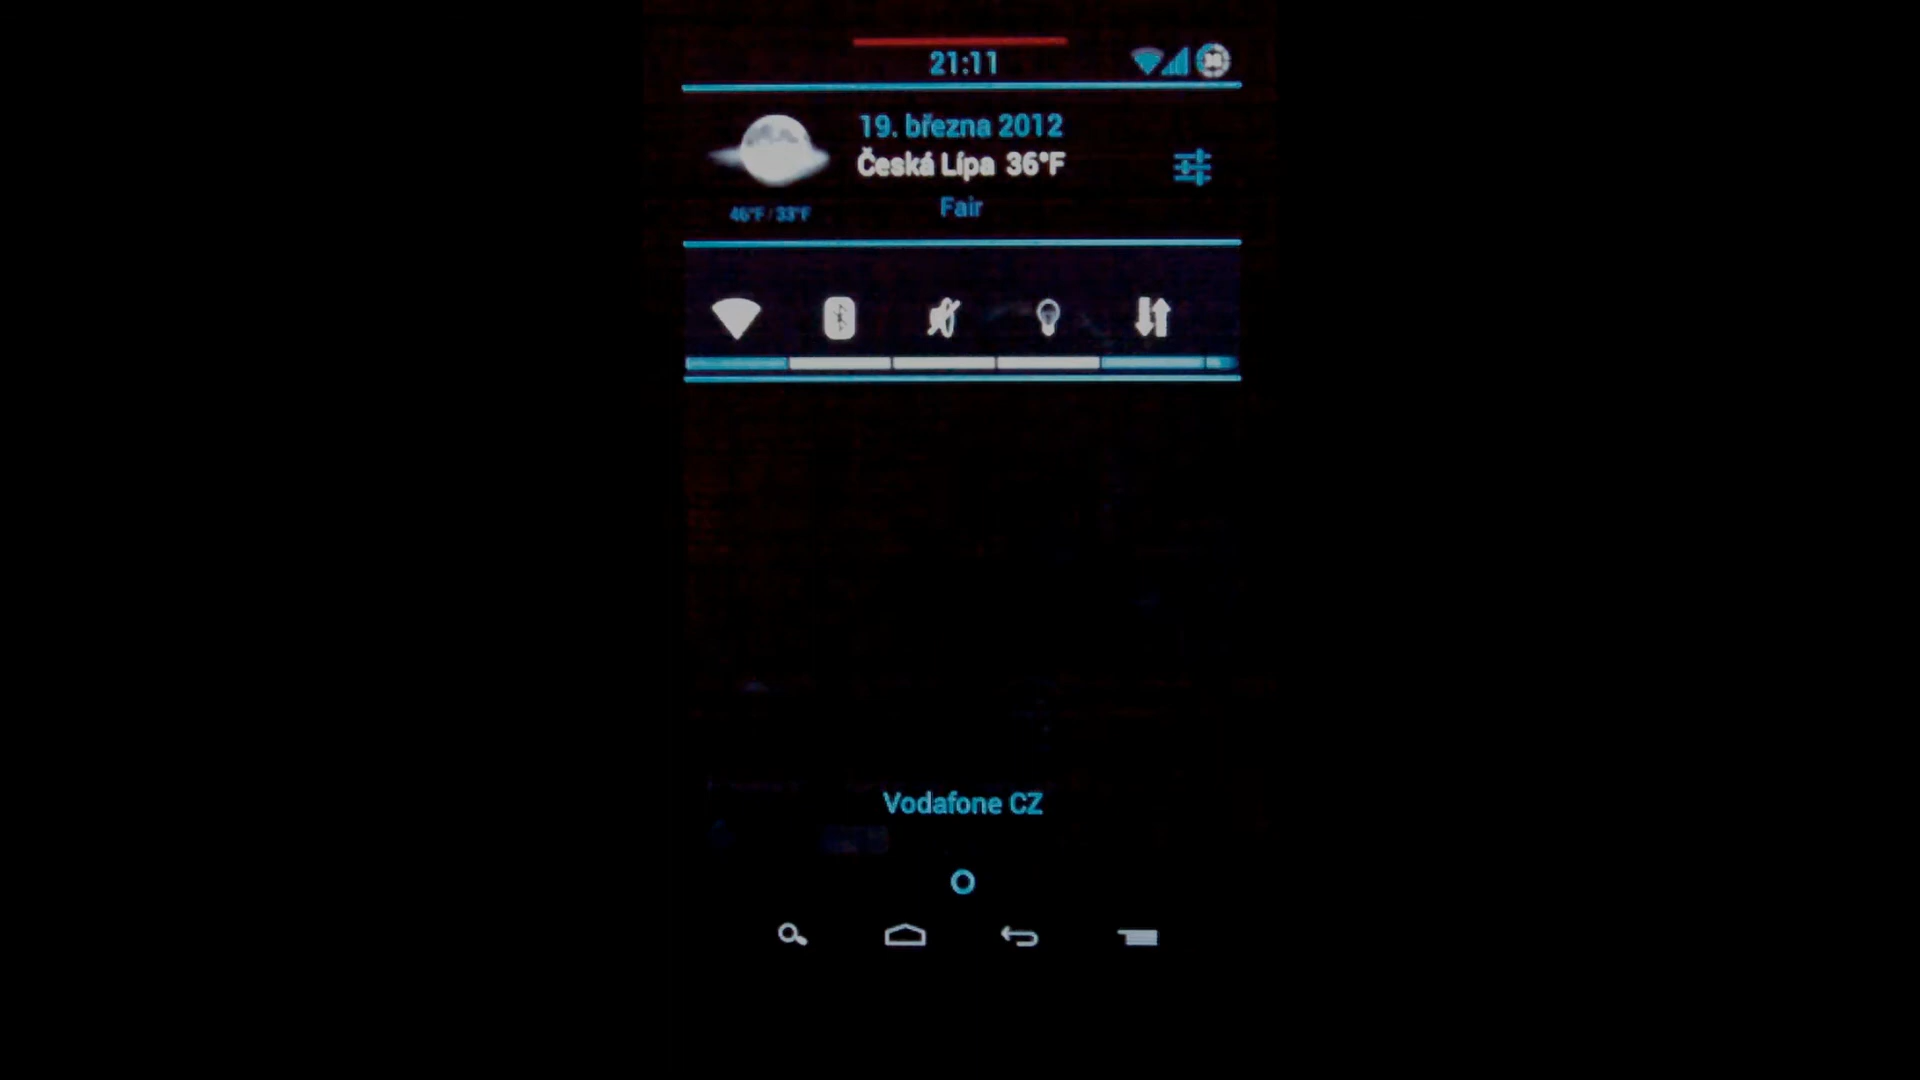 21:11
19. března 2012
Česká Lípa 36°F
46°F / 33°F
Fair
Vodafone CZ